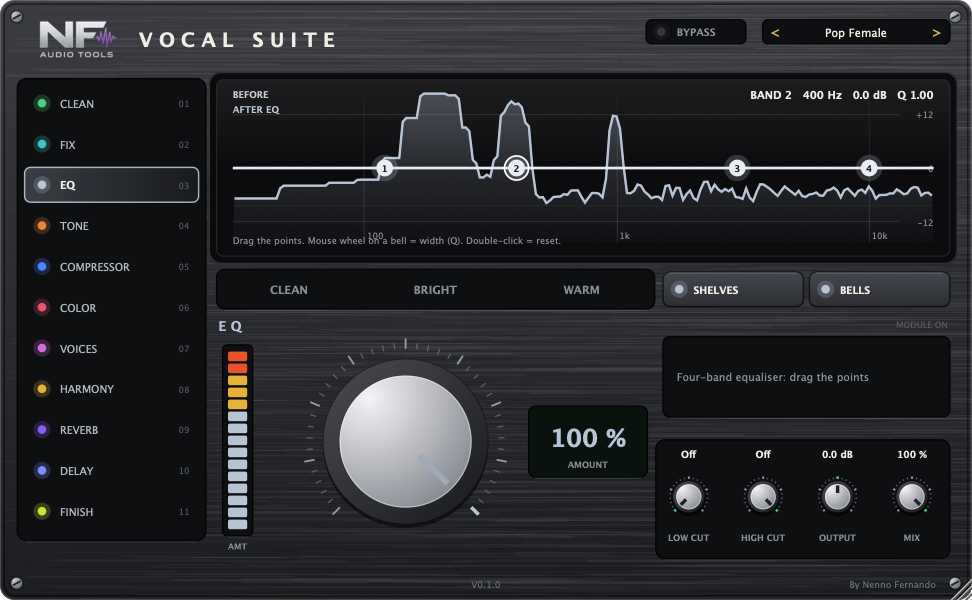 NF
AUDIO TOOLS
VOCAL SUITE
BYPASS
< Pop Female >
CLEAN 01
FIX 02
EQ 03
TONE 04
COMPRESSOR 05
COLOR 06
VOICES 07
HARMONY 08
REVERB 09
DELAY 10
FINISH 11
BEFORE
AFTER EQ
BAND 2 400 Hz 0.0 dB Q 1.00
+12
1 2 3 4 0
-12
100 1k 10k
Drag the points. Mouse wheel on a bell = width (Q). Double-click = reset.
CLEAN BRIGHT WARM
SHELVES
BELLS
EQ
MODULE ON
Four-band equaliser: drag the points
100 %
AMOUNT
AMT
Off Off 0.0 dB 100 %
LOW CUT HIGH CUT OUTPUT MIX
V0.1.0
By Nenno Fernando